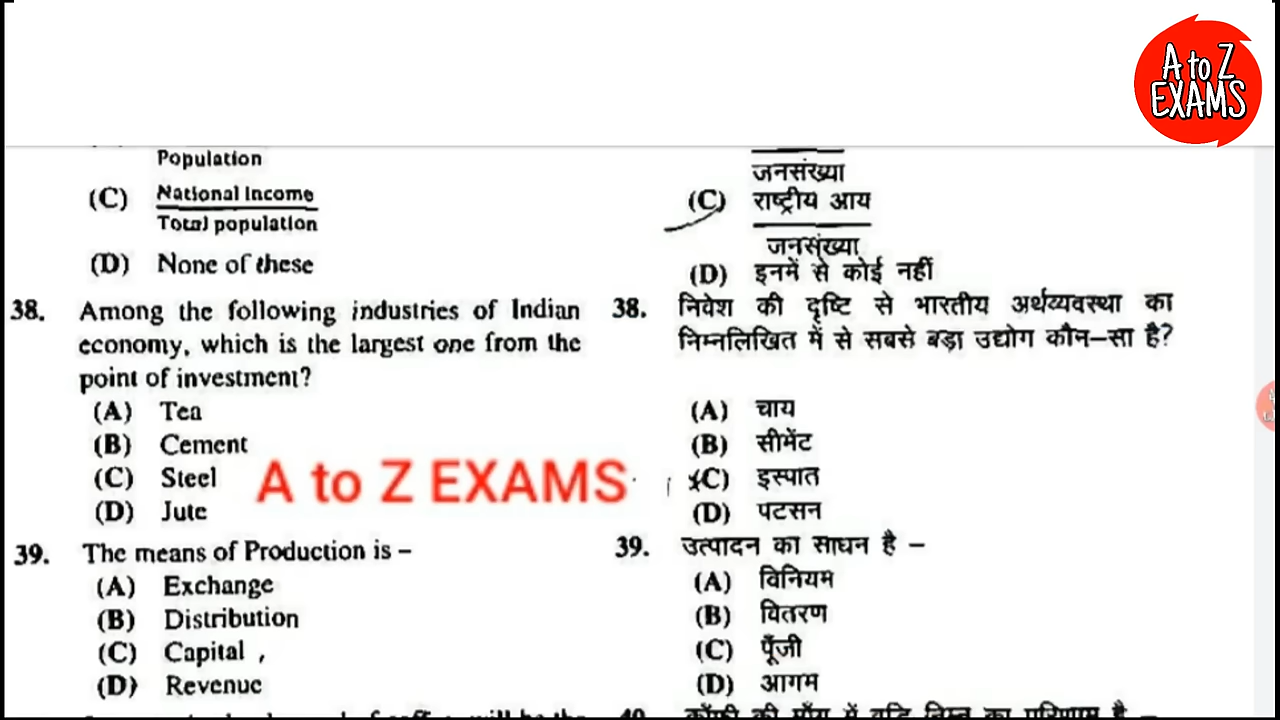 A to Z
EXAMS
Population
(C) National Income
Total population
(D) None of these
38. Among the following industries of Indian
economy, which is the largest one from the
point of investment?
(A) Tea
(B) Cement
(C) Steel
(D) Jute
39. The means of Production is –
(A) Exchange
(B) Distribution
(C) Capital ,
(D) Revenue
A to Z EXAMS
जनसंख्या
(C) राष्ट्रीय आय
जनसंख्या
(D) इनमें से कोई नहीं
38. निवेश की दृष्टि से भारतीय अर्थव्यवस्था का
निम्नलिखित में से सबसे बड़ा उद्योग कौन–सा है?
(A) चाय
(B) सीमेंट
(C) इस्पात
(D) पटसन
39. उत्पादन का साधन है –
(A) विनियम
(B) वितरण
(C) पूँजी
(D) आगम
40. कॉफी की माँग में वृद्धि निम्न का परिणाम है –